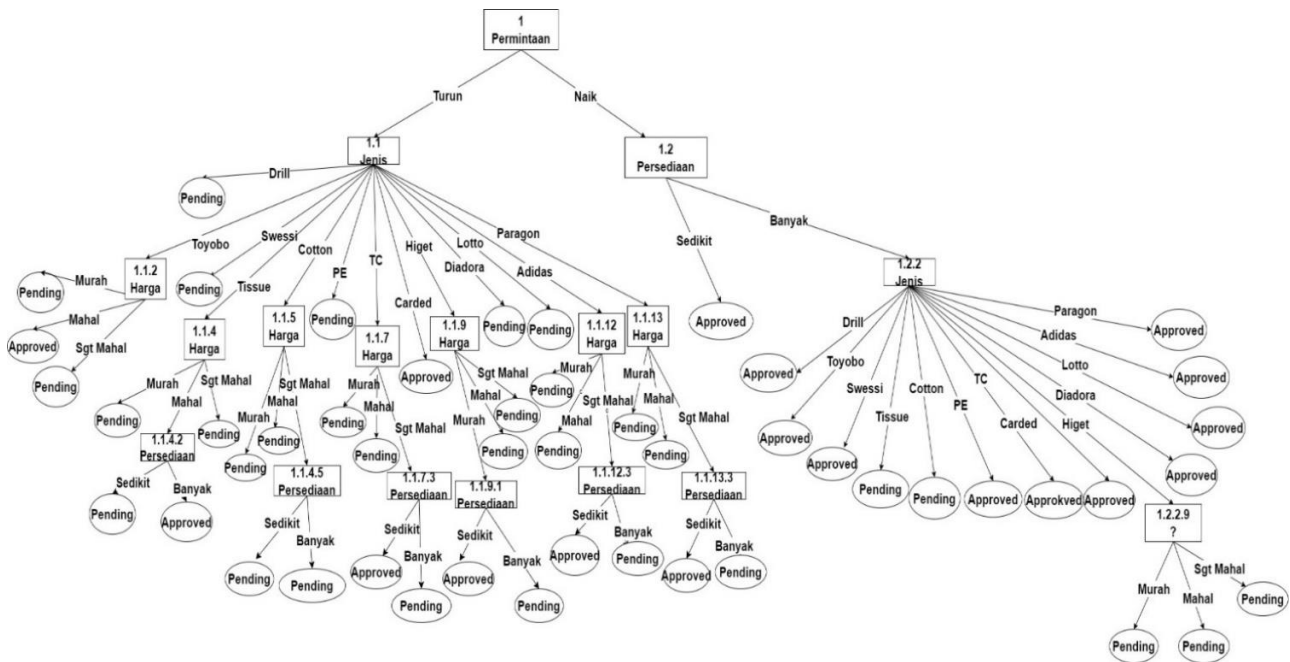 1
Permintaan
Turun
Naik
1.1
Jenis
1.2
Persediaan
Drill
Pending
Banyak
Toyobo
Swessi
Cotton
TC
Higet
Lotto
Paragon
Sedikit
1.1.2
Harga
Murah
Pending
Pending
Tissue
PE
Diadora
Adidas
1.2.2
Jenis
Mahal
Approved
Sgt Mahal
Pending
1.1.4
Harga
1.1.5
Harga
Pending
1.1.7
Harga
Carded
Approved
1.1.9
Harga
Pending
Pending
1.1.12
Harga
1.1.13
Harga
Approved
Paragon
Approved
Adidas
Approved
Lotto
Approved
Diadora
Approved
Drill
Approved
Toyobo
Approved
Swessi
Approved
Tissue
Pending
Cotton
Pending
PE
Approved
TC
Approkved
Carded
Approved
Higet
Murah
Pending
Mahal
Sgt Mahal
Pending
Murah
Pending
Mahal
Pending
Sgt Mahal
Murah
Pending
Mahal
Pending
Sgt Mahal
Murah
Mahal
Pending
Sgt Mahal
Pending
Murah
Pending
Mahal
Pending
Sgt Mahal
Murah
Pending
Mahal
Pending
Sgt Mahal
1.1.4.2
Persediaan
1.1.4.5
Persediaan
1.1.7.3
Persediaan
1.1.9.1
Persediaan
1.1.12.3
Persediaan
1.1.13.3
Persediaan
1.2.2.9
?
Sedikit
Pending
Banyak
Approved
Sedikit
Pending
Banyak
Pending
Sedikit
Approved
Banyak
Pending
Sedikit
Approved
Banyak
Pending
Sedikit
Approved
Banyak
Pending
Sedikit
Approved
Banyak
Pending
Murah
Pending
Mahal
Pending
Sgt Mahal
Pending